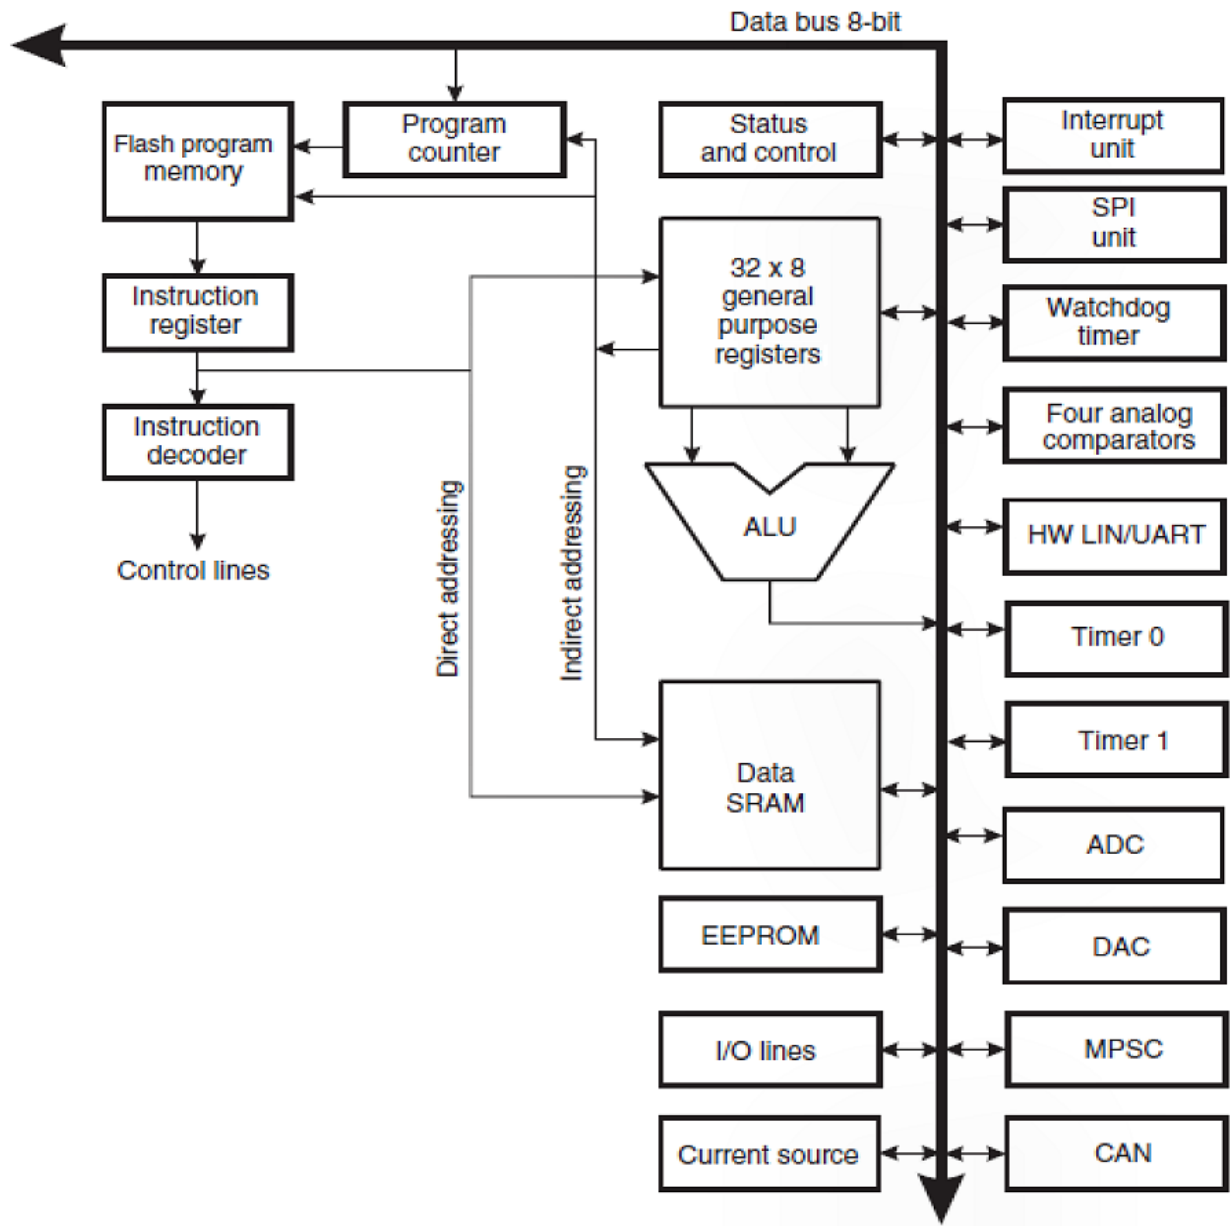 Data bus 8-bit
Flash program
memory
Program
counter
Status
and control
Interrupt
unit
SPI
unit
Instruction
register
32 x 8
general
purpose
registers
Watchdog
timer
Instruction
decoder
Four analog
comparators
Control lines
Direct addressing
Indirect addressing
ALU
HW LIN/UART
Timer 0
Timer 1
Data
SRAM
ADC
EEPROM
DAC
I/O lines
MPSC
Current source
CAN